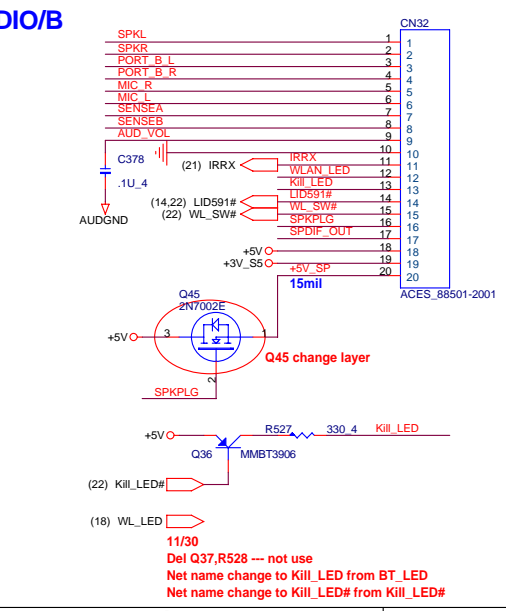 DIO/B
CN32
SPKL 1 1
SPKR 2 2
PORT_B_L 3 3
PORT_B_R 4 4
MIC_R 5 5
MIC_L 6 6
SENSEA 7 7
SENSEB 8 8
AUD_VOL 9 9
10 10
(21) IRRX IRRX 11 11
WLAN_LED 12 12
Kill_LED 13 13
(14,22) LID591# LID591# 14 14
(22) WL_SW# WL_SW# 15 15
SPKPLG 16 16
SPDIF_OUT 17 17
+5V 18 18
+3V_S5 19 19
+5V_SP 20 20
15mil
ACES_88501-2001
C378
.1U_4
AUDGND
Q45
2N7002E
+5V 3 1
2
Q45 change layer
SPKPLG
+5V R527 330_4 Kill_LED
Q36 MMBT3906
(22) Kill_LED#
(18) WL_LED
11/30
Del Q37,R528 --- not use
Net name change to Kill_LED from BT_LED
Net name change to Kill_LED# from Kill_LED#